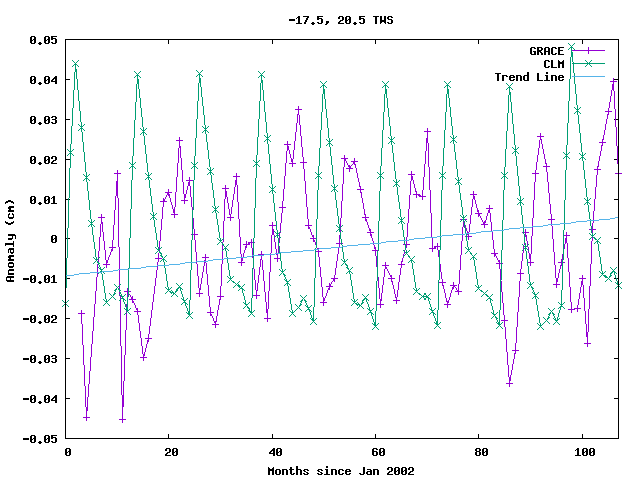 -17.5, 20.5 TWS
GRACE
CLM
Trend Line
0.05
0.04
0.03
0.02
0.01
0
-0.01
-0.02
-0.03
-0.04
-0.05
Anomaly (cm)
0 20 40 60 80 100
Months since Jan 2002